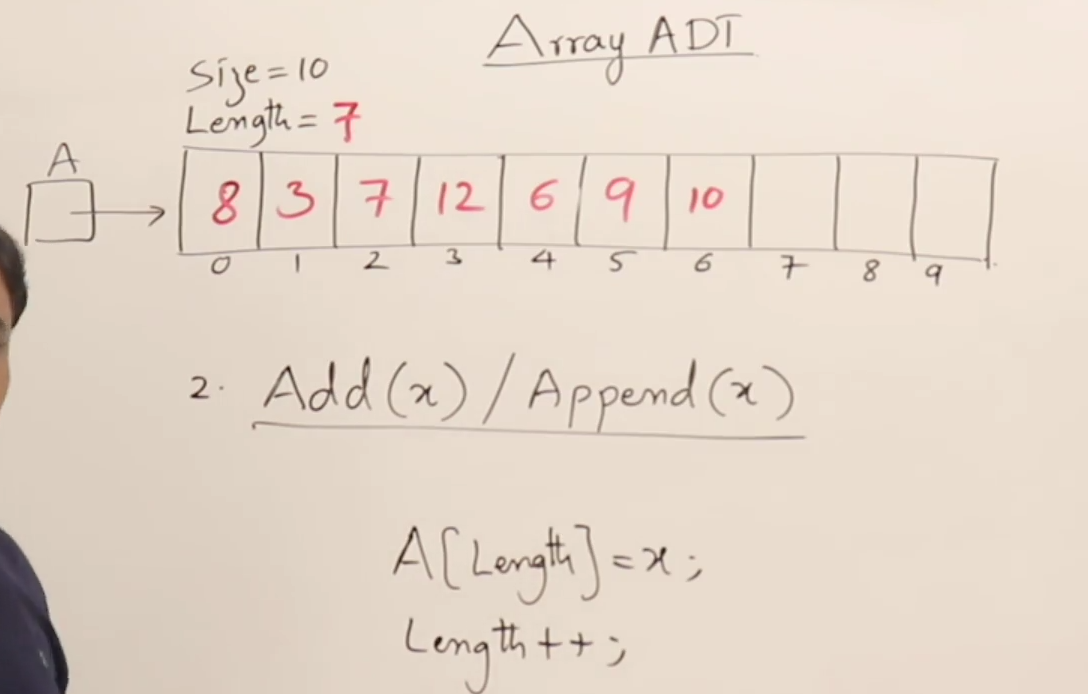 Array ADT
Size = 10
Length = 7
A
8 3 7 12 6 9 10
0 1 2 3 4 5 6 7 8 9
2. Add(x) / Append(x)
A[Length] = x;
Length++;